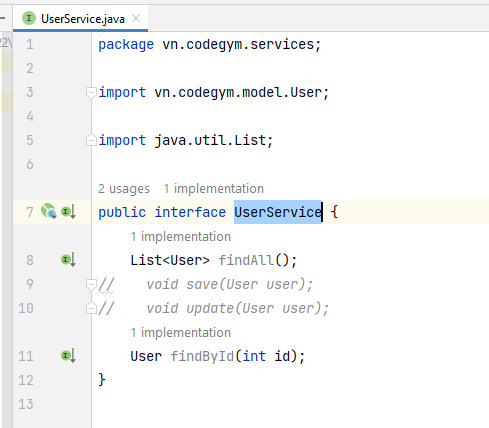 UserService.java
22\
1 package vn.codegym.services;
2
3 import vn.codegym.model.User;
4
5 import java.util.List;
6
2 usages 1 implementation
7 public interface UserService {
1 implementation
8 List<User> findAll();
9 // void save(User user);
10 // void update(User user);
1 implementation
11 User findById(int id);
12 }
13